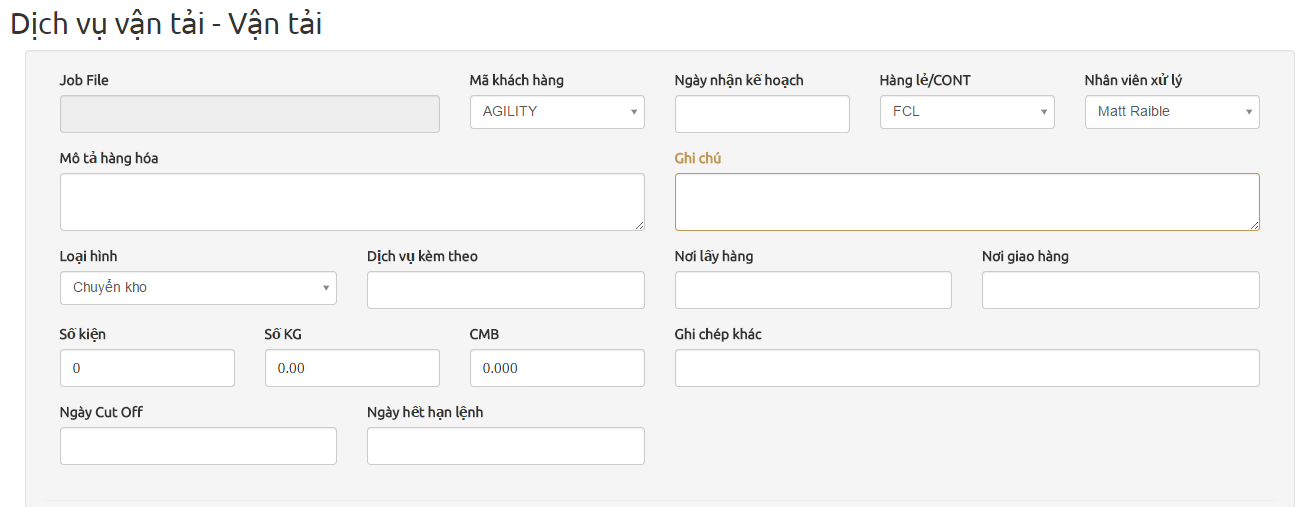 Dịch vụ vận tải - Vận tải
Job File Mã khách hàng Ngày nhận kế hoạch Hàng lẻ/CONT Nhân viên xử lý
AGILITY FCL Matt Raible
Mô tả hàng hóa Ghi chú
Loại hình Dịch vụ kèm theo Nơi lấy hàng Nơi giao hàng
Chuyển kho
Số kiện Số KG CMB Ghi chép khác
0 0.00 0.000
Ngày Cut Off Ngày hết hạn lệnh